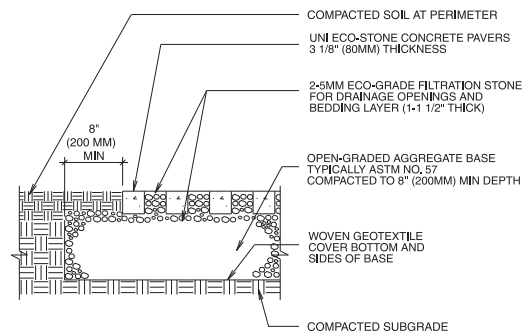 COMPACTED SOIL AT PERIMETER
UNI ECO-STONE CONCRETE PAVERS
3 1/8" (80MM) THICKNESS
2-5MM ECO-GRADE FILTRATION STONE
FOR DRAINAGE OPENINGS AND
BEDDING LAYER (1-1 1/2" THICK)
8"
(200 MM)
MIN
OPEN-GRADED AGGREGATE BASE
TYPICALLY ASTM NO. 57
COMPACTED TO 8" (200MM) MIN DEPTH
WOVEN GEOTEXTILE
COVER BOTTOM AND
SIDES OF BASE
COMPACTED SUBGRADE